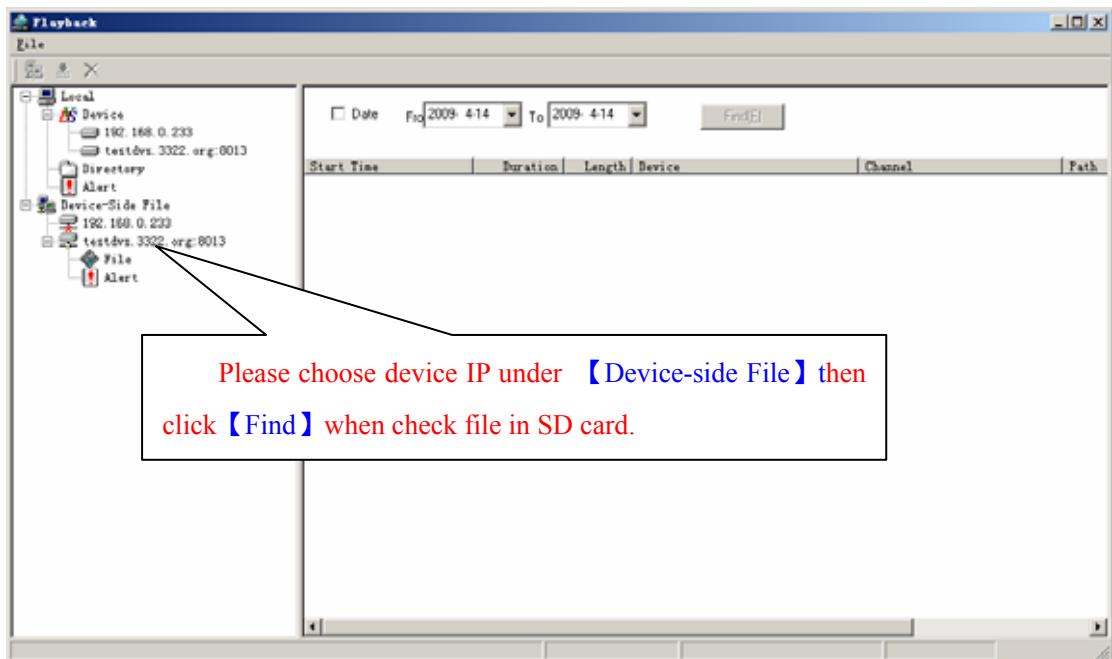 Playback
File
Local
Device
192.168.0.233
testdvs.3322.org:8013
Directory
Alert
Device-Side File
192.168.0.233
testdvs.3322.org:8013
File
Alert
Date Fro 2009- 4-14 To 2009- 4-14 Find(F)
Start Time Duration Length Device Channel Path
Please choose device IP under 【Device-side File】then
click【Find】when check file in SD card.